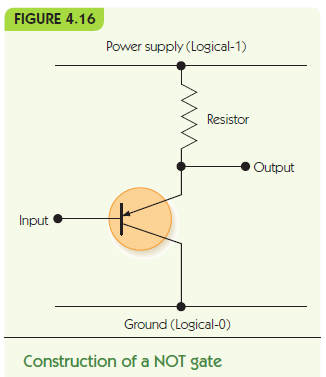 FIGURE 4.16
Power supply (Logical-1)
Resistor
Output
Input
Ground (Logical-0)
Construction of a NOT gate